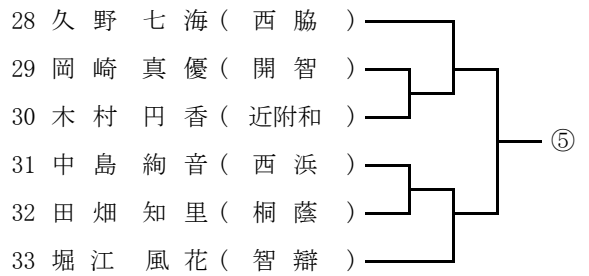 28 久野 七海 ( 西脇 )
29 岡崎 真優 ( 開智 )
30 木村 円香 ( 近附和 )
31 中島 絢音 ( 西浜 )
32 田畑 知里 ( 桐蔭 )
33 堀江 風花 ( 智辯 )
⑤